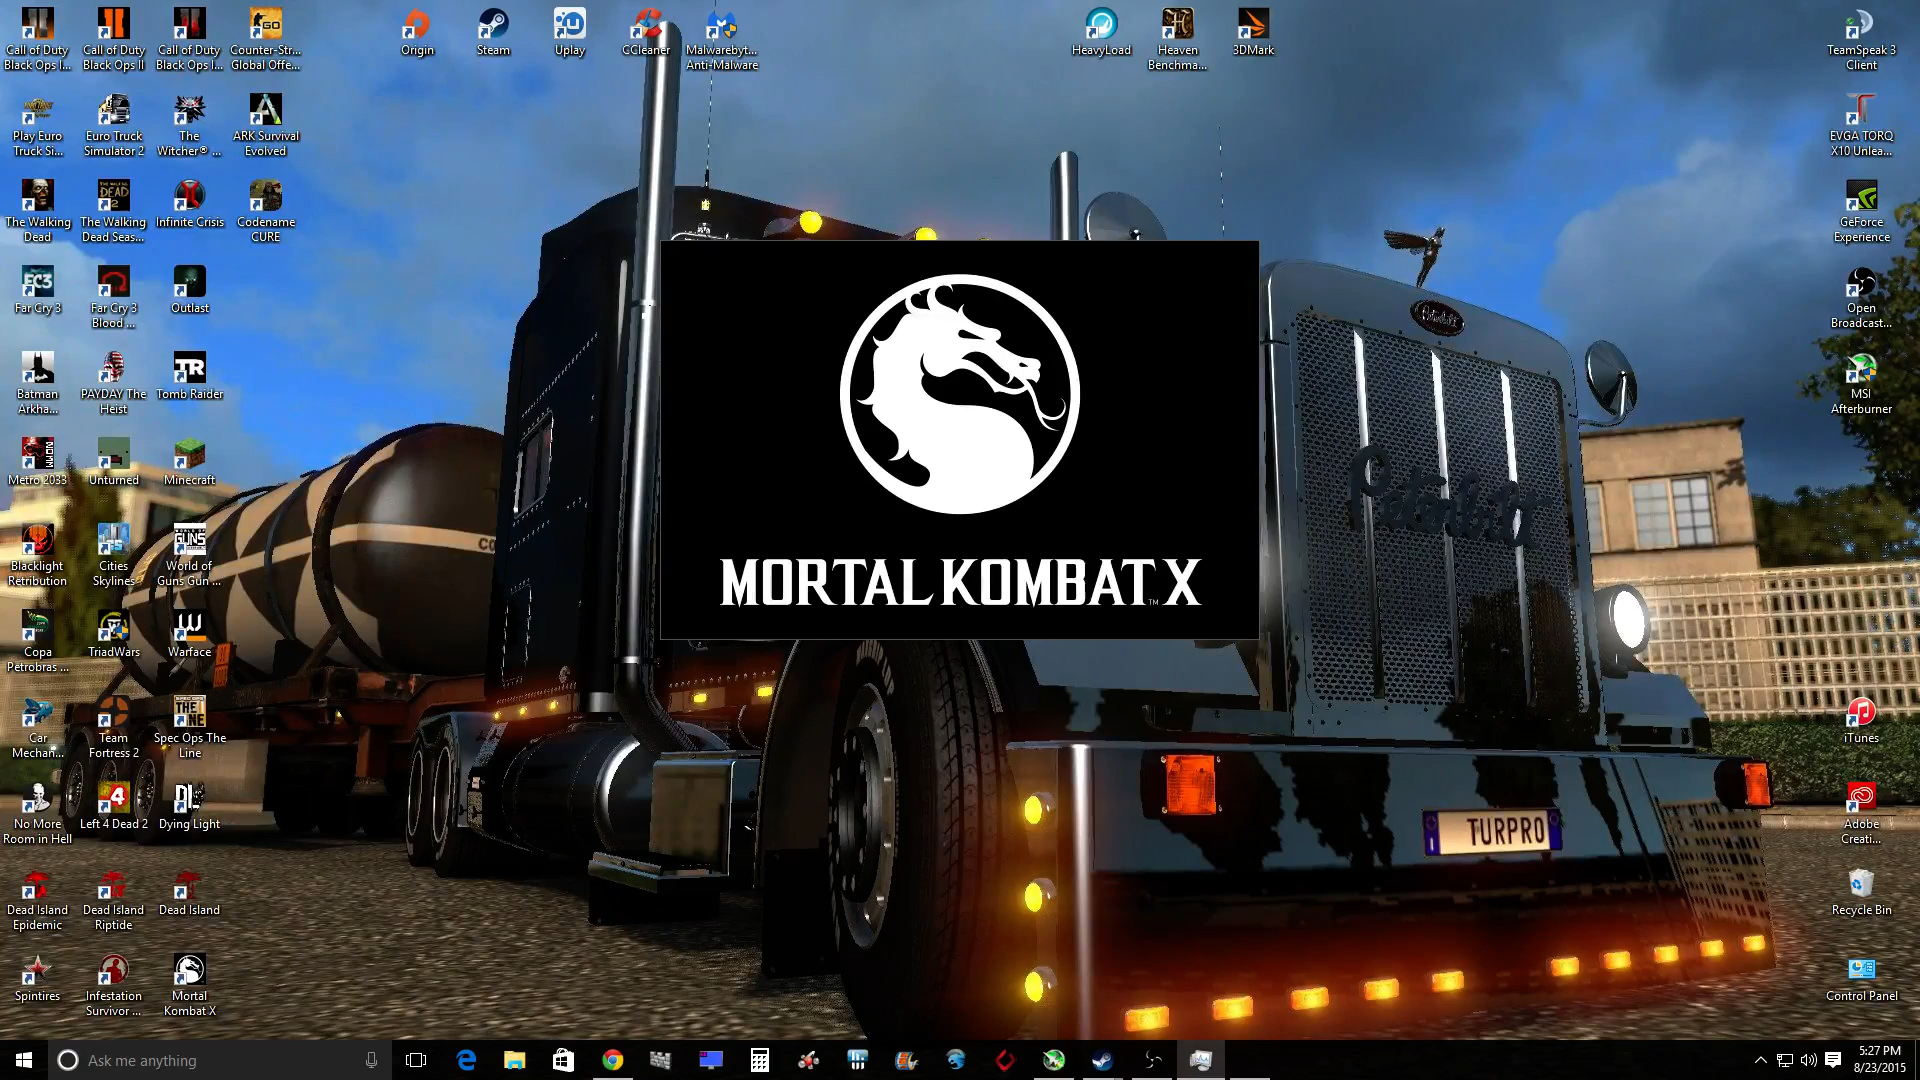 Call of Duty Black Ops I...
Call of Duty Black Ops II
Call of Duty Black Ops I...
Counter-Str... Global Offe...
Origin
Steam
Uplay
CCleaner
Malwarebyt... Anti-Malware
HeavyLoad
Heaven Benchma...
3DMark
TeamSpeak 3 Client
Play Euro Truck Si...
Euro Truck Simulator 2
The Witcher® ...
ARK Survival Evolved
EVGA TORQ X10 Unlea...
The Walking Dead
The Walking Dead Seas...
Infinite Crisis
Codename CURE
GeForce Experience
Far Cry 3
Far Cry 3 Blood ...
Outlast
Open Broadcast...
Batman Arkha...
PAYDAY The Heist
Tomb Raider
MSI Afterburner
Metro 2033
Unturned
Minecraft
Blacklight Retribution
Cities Skylines
World of Guns Gun ...
Peterbilt
MORTAL KOMBAT X
Copa Petrobras ...
TriadWars
Warface
Car Mechan...
Team Fortress 2
Spec Ops The Line
iTunes
No More Room in Hell
Left 4 Dead 2
Dying Light
TURPRO
Adobe Creati...
Dead Island Epidemic
Dead Island Riptide
Dead Island
Recycle Bin
Spintires
Infestation Survivor ...
Mortal Kombat X
Control Panel
Ask me anything
5:27 PM
8/23/2015